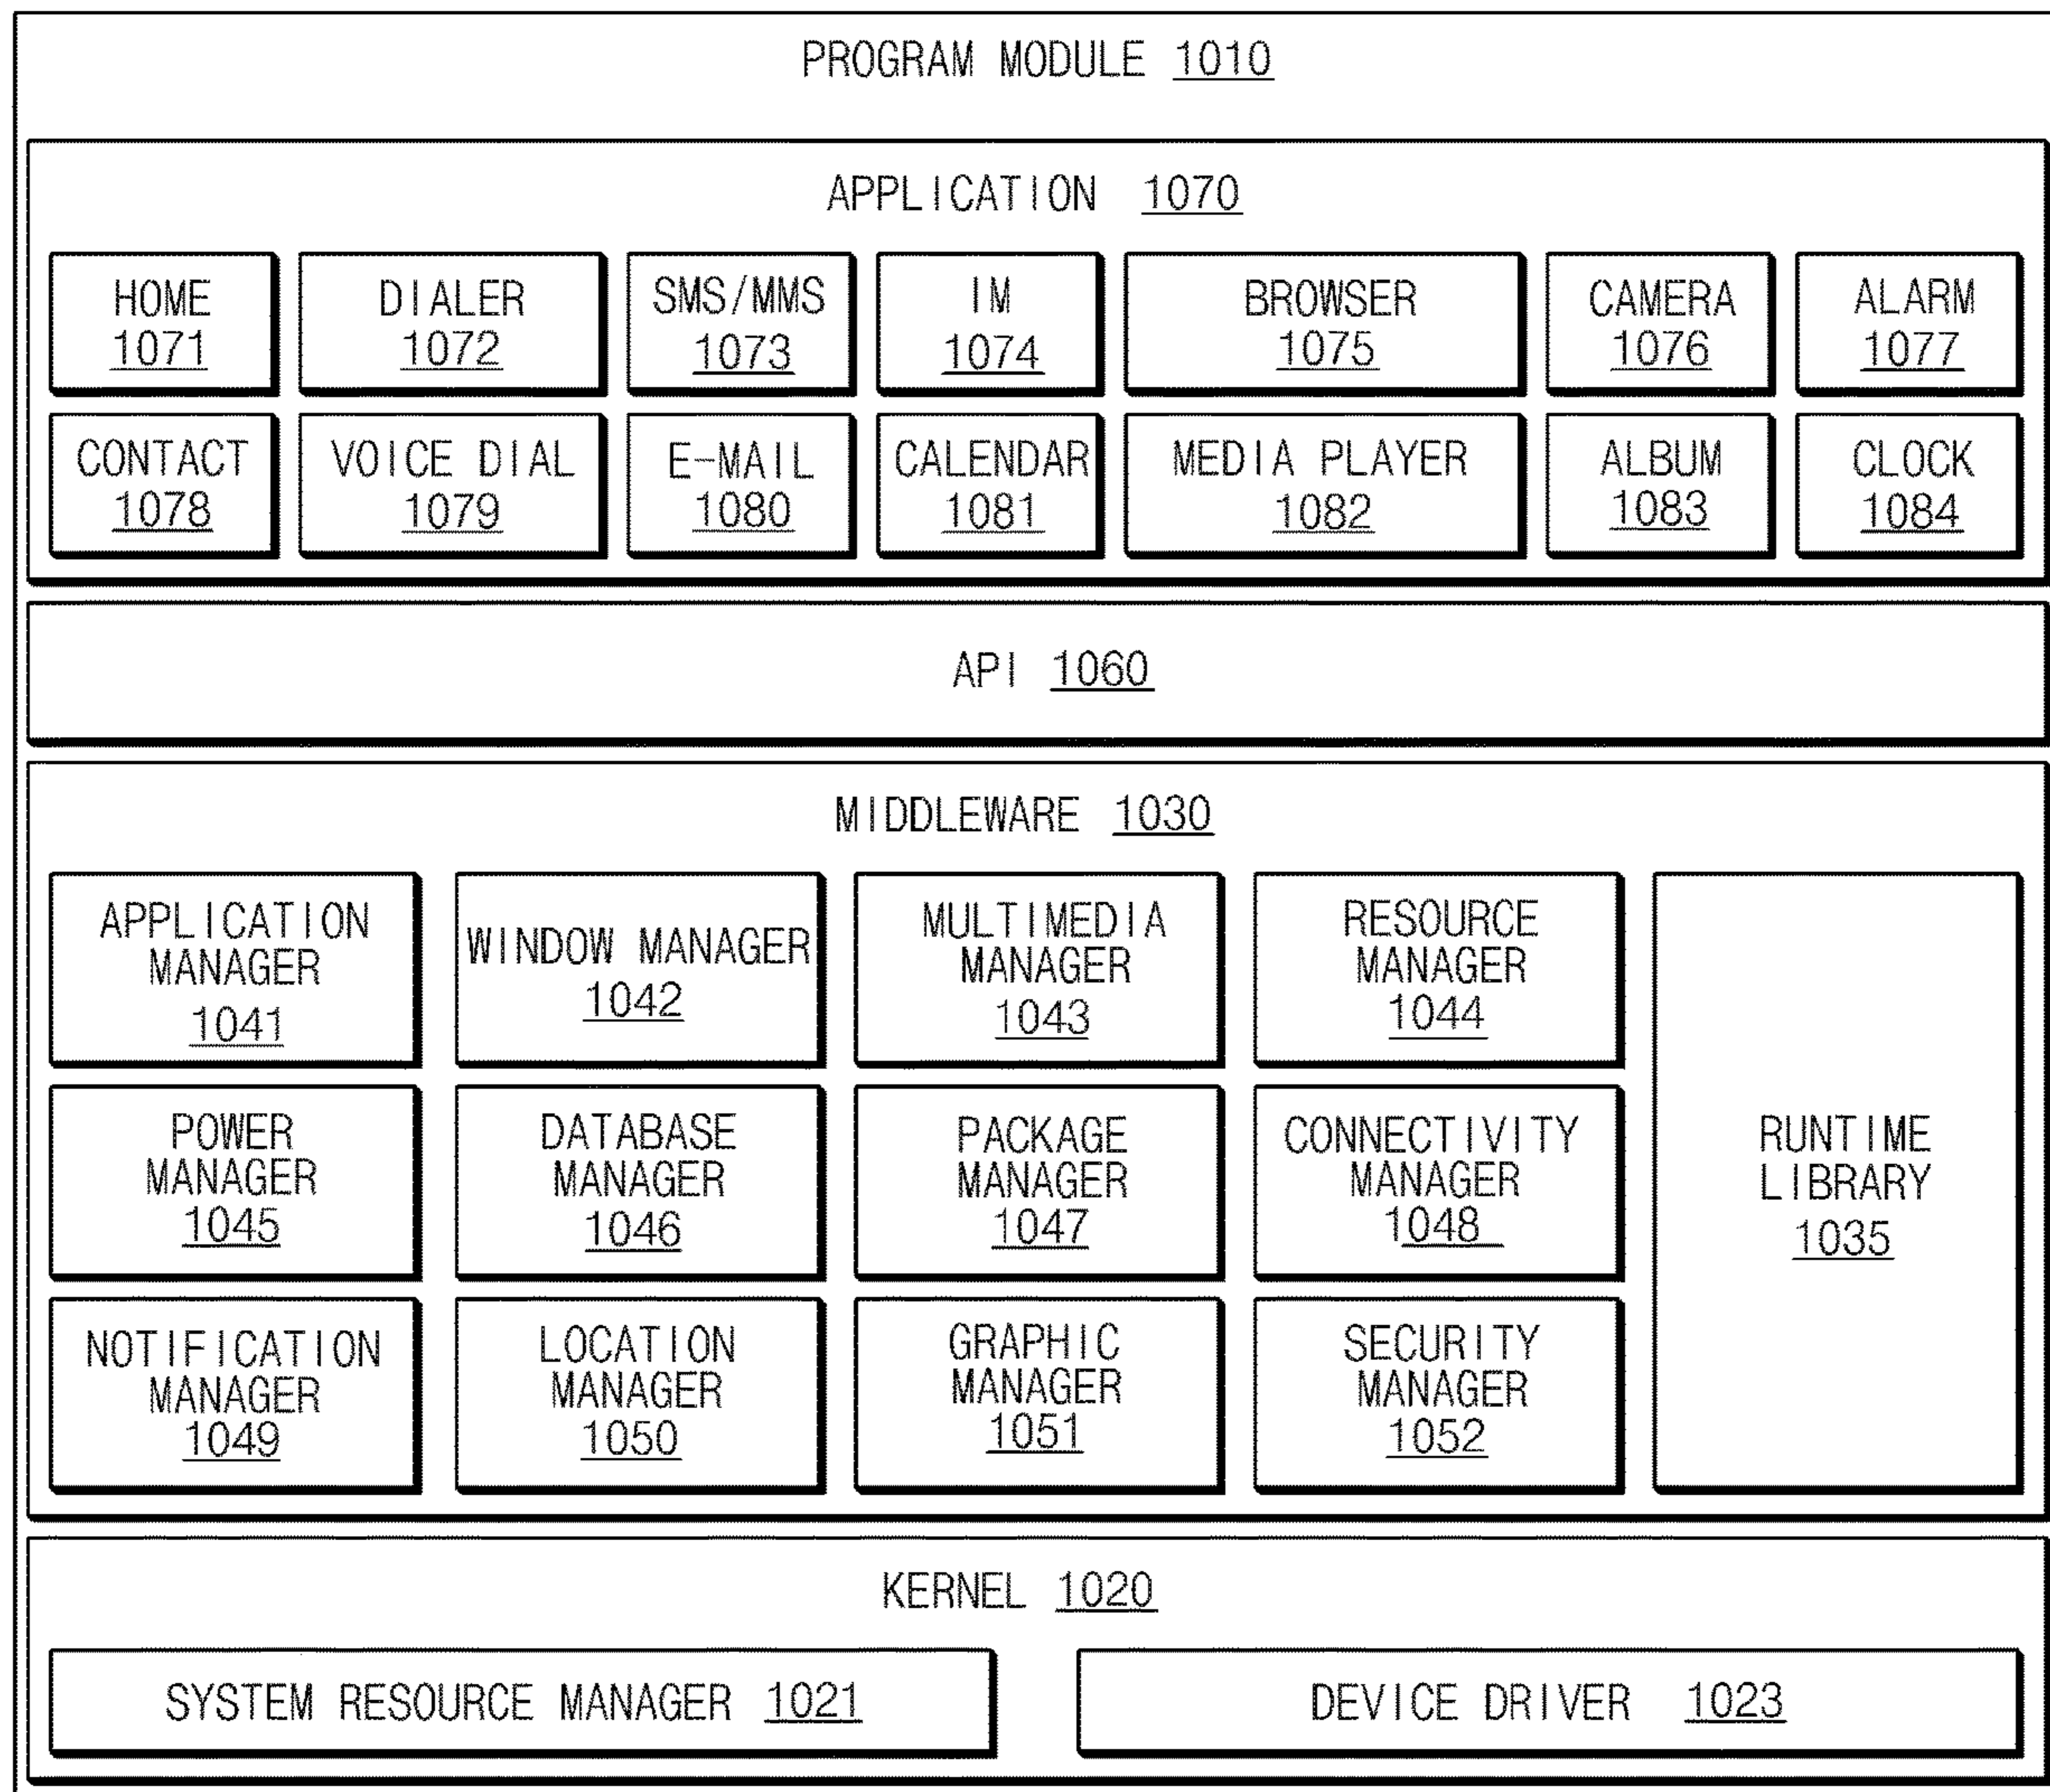 PROGRAM MODULE 1010
APPLICATION 1070
HOME
1071
DIALER
1072
SMS/MMS
1073
IM
1074
BROWSER
1075
CAMERA
1076
ALARM
1077
CONTACT
1078
VOICE DIAL
1079
E-MAIL
1080
CALENDAR
1081
MEDIA PLAYER
1082
ALBUM
1083
CLOCK
1084
API 1060
MIDDLEWARE 1030
APPLICATION
MANAGER
1041
WINDOW MANAGER
1042
MULTIMEDIA
MANAGER
1043
RESOURCE
MANAGER
1044
POWER
MANAGER
1045
DATABASE
MANAGER
1046
PACKAGE
MANAGER
1047
CONNECTIVITY
MANAGER
1048
RUNTIME
LIBRARY
1035
NOTIFICATION
MANAGER
1049
LOCATION
MANAGER
1050
GRAPHIC
MANAGER
1051
SECURITY
MANAGER
1052
KERNEL 1020
SYSTEM RESOURCE MANAGER 1021
DEVICE DRIVER 1023